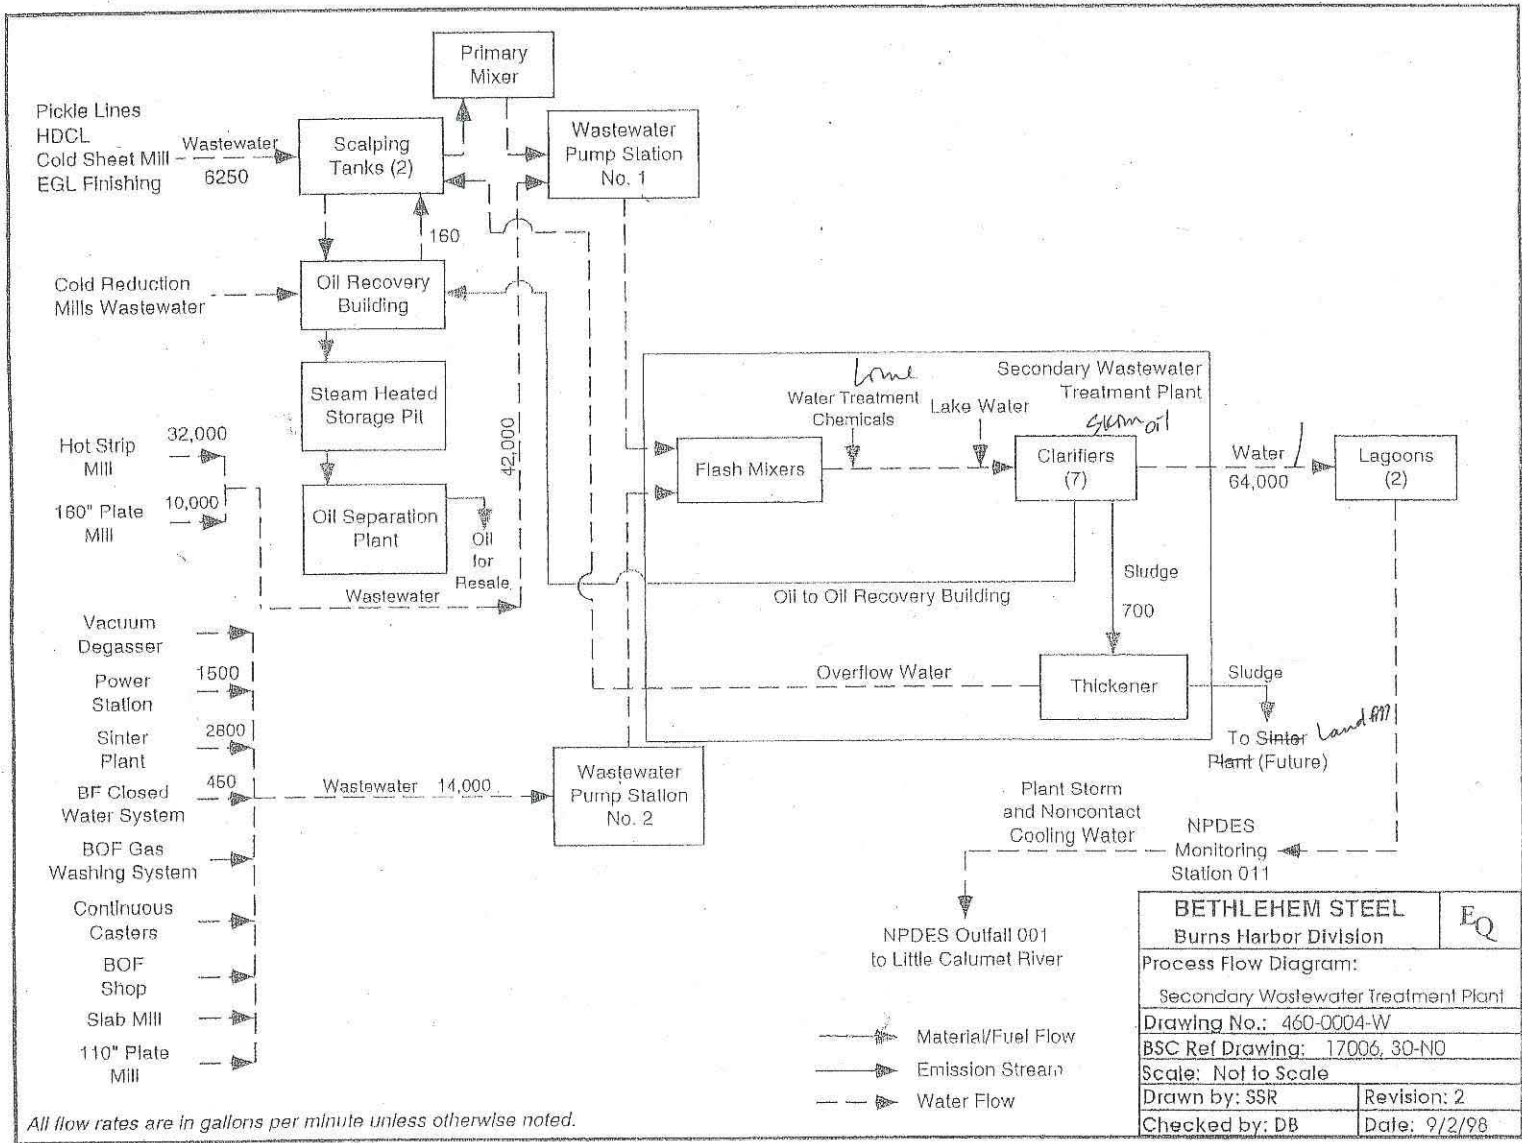 Primary
Mixer
Pickle Lines
HDCL
Cold Sheet Mill
EGL Finishing
Wastewater
6250
Scalping
Tanks (2)
Wastewater
Pump Station
No. 1
160
Cold Reduction
Mills Wastewater
Oil Recovery
Building
Steam Heated
Storage Pit
Hot Strip
Mill
32,000
160" Plate
Mill
10,000
Oil Separation
Plant
Oil
for
Resale
42,000
Wastewater
Secondary Wastewater
Treatment Plant
Water Treatment
Chemicals
Lake Water
Skim oil
Flash Mixers
Clarifiers
(7)
Water
64,000
Lagoons
(2)
Oil to Oil Recovery Building
Sludge
700
Overflow Water
Thickener
Sludge
To Sinter Landfill
Plant (Future)
Vacuum
Degasser
Power
Station
1500
Sinter
Plant
2800
BF Closed
Water System
450
BOF Gas
Washing System
Continuous
Casters
BOF
Shop
Slab Mill
110" Plate
Mill
Wastewater 14,000
Wastewater
Pump Station
No. 2
Plant Storm
and Noncontact
Cooling Water
NPDES
Monitoring
Station 011
NPDES Outfall 001
to Little Calumet River
Material/Fuel Flow
Emission Stream
Water Flow
BETHLEHEM STEEL
Burns Harbor Division
EQ
Process Flow Diagram:
Secondary Wastewater Treatment Plant
Drawing No.: 460-0004-W
BSC Ref Drawing: 17006, 30-N0
Scale: Not to Scale
Drawn by: SSR
Revision: 2
Checked by: DB
Date: 9/2/98
All flow rates are in gallons per minute unless otherwise noted.